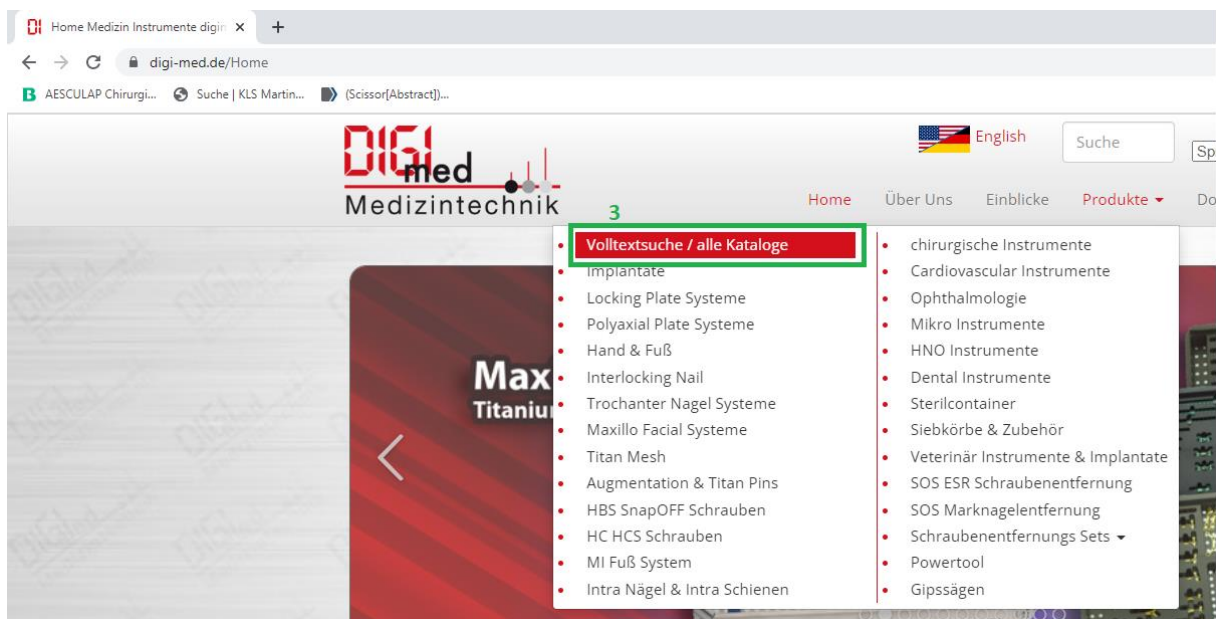 Home Medizin Instrumente digin
digi-med.de/Home
AESCULAP Chirurgi...
Suche | KLS Martin...
(Scissor[Abstract])...
DIGImed
Medizintechnik
English
Suche
Home
Über Uns
Einblicke
Produkte
3
Volltextsuche / alle Kataloge
Implantate
Locking Plate Systeme
Polyaxial Plate Systeme
Hand & Fuß
Interlocking Nail
Trochanter Nagel Systeme
Maxillo Facial Systeme
Titan Mesh
Augmentation & Titan Pins
HBS SnapOFF Schrauben
HC HCS Schrauben
MI Fuß System
Intra Nägel & Intra Schienen
chirurgische Instrumente
Cardiovascular Instrumente
Ophthalmologie
Mikro Instrumente
HNO Instrumente
Dental Instrumente
Sterilcontainer
Siebkörbe & Zubehör
Veterinär Instrumente & Implantate
SOS ESR Schraubenentfernung
SOS Marknagelentfernung
Schraubenentfernungs Sets
Powertool
Gipssägen
Max